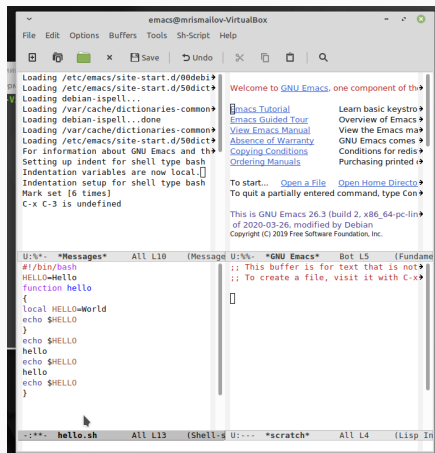 emacs@mrismailov-VirtualBox
File Edit Options Buffers Tools Sh-Script Help
Save Undo
Loading /etc/emacs/site-start.d/00debi
Loading /etc/emacs/site-start.d/50dict
Loading debian-ispell...
Loading /var/cache/dictionaries-common
Loading debian-ispell...done
Loading /var/cache/dictionaries-common
Loading /etc/emacs/site-start.d/50dict
For information about GNU Emacs and th
Setting up indent for shell type bash
Indentation variables are now local.
Indentation setup for shell type bash
Mark set [6 times]
C-x C-3 is undefined
U:%*- *Messages* All L10 (Message
Welcome to GNU Emacs, one component of th
Emacs Tutorial Learn basic keystro
Emacs Guided Tour Overview of Emacs
View Emacs Manual View the Emacs ma
Absence of Warranty GNU Emacs comes
Copying Conditions Conditions for redis
Ordering Manuals Purchasing printed
To start... Open a File Open Home Directo
To quit a partially entered command, type Con
This is GNU Emacs 26.3 (build 2, x86_64-pc-lin
of 2020-03-26, modified by Debian
Copyright (C) 2019 Free Software Foundation, Inc.
U:%%- *GNU Emacs* Bot L5 (Fundame
#!/bin/bash
HELLO=Hello
function hello
{
local HELLO=World
echo $HELLO
}
echo $HELLO
hello
echo $HELLO
hello
echo $HELLO
}
-:**- hello.sh All L13 (Shell-s
;; This buffer is for text that is not
;; To create a file, visit it with C-x
U:--- *scratch* All L4 (Lisp In